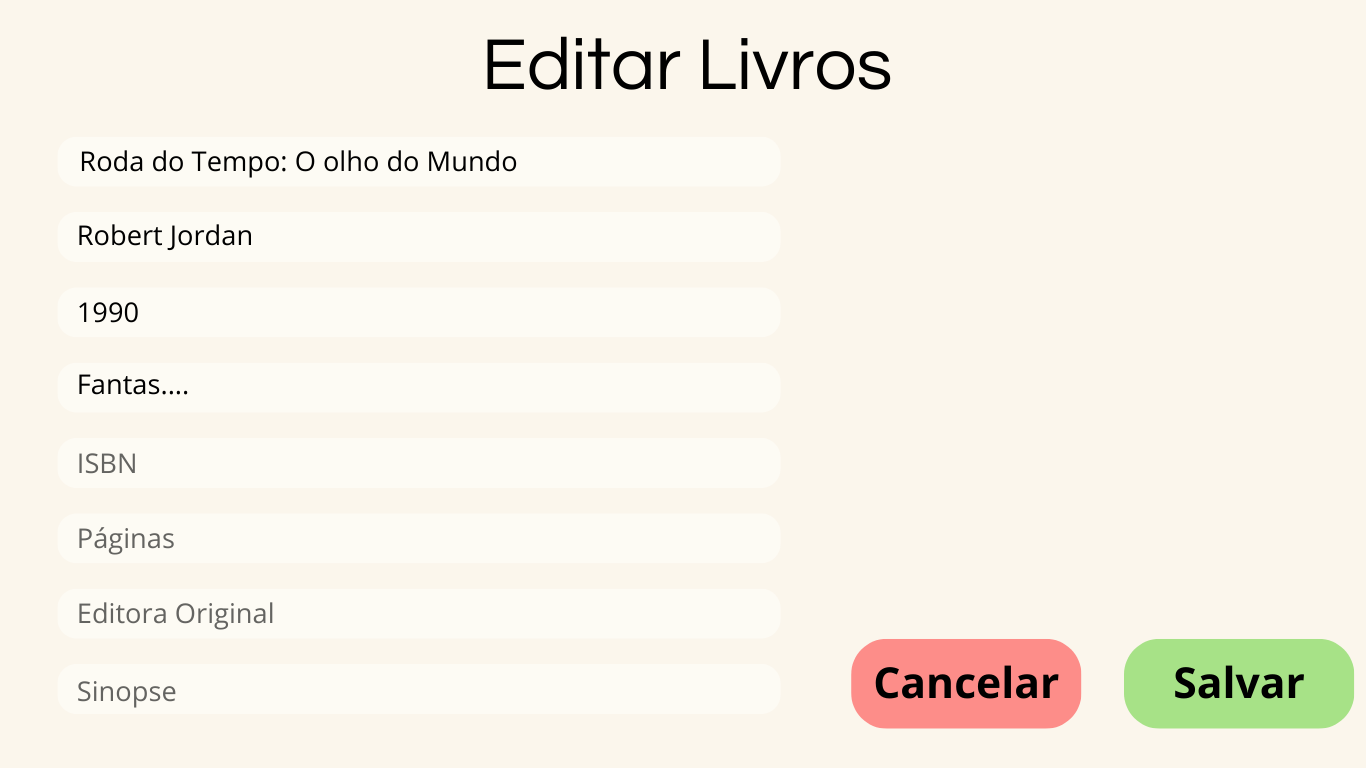 Editar Livros
Roda do Tempo: O olho do Mundo
Robert Jordan
1990
Fantas....
ISBN
Páginas
Editora Original
Sinopse
Cancelar
Salvar